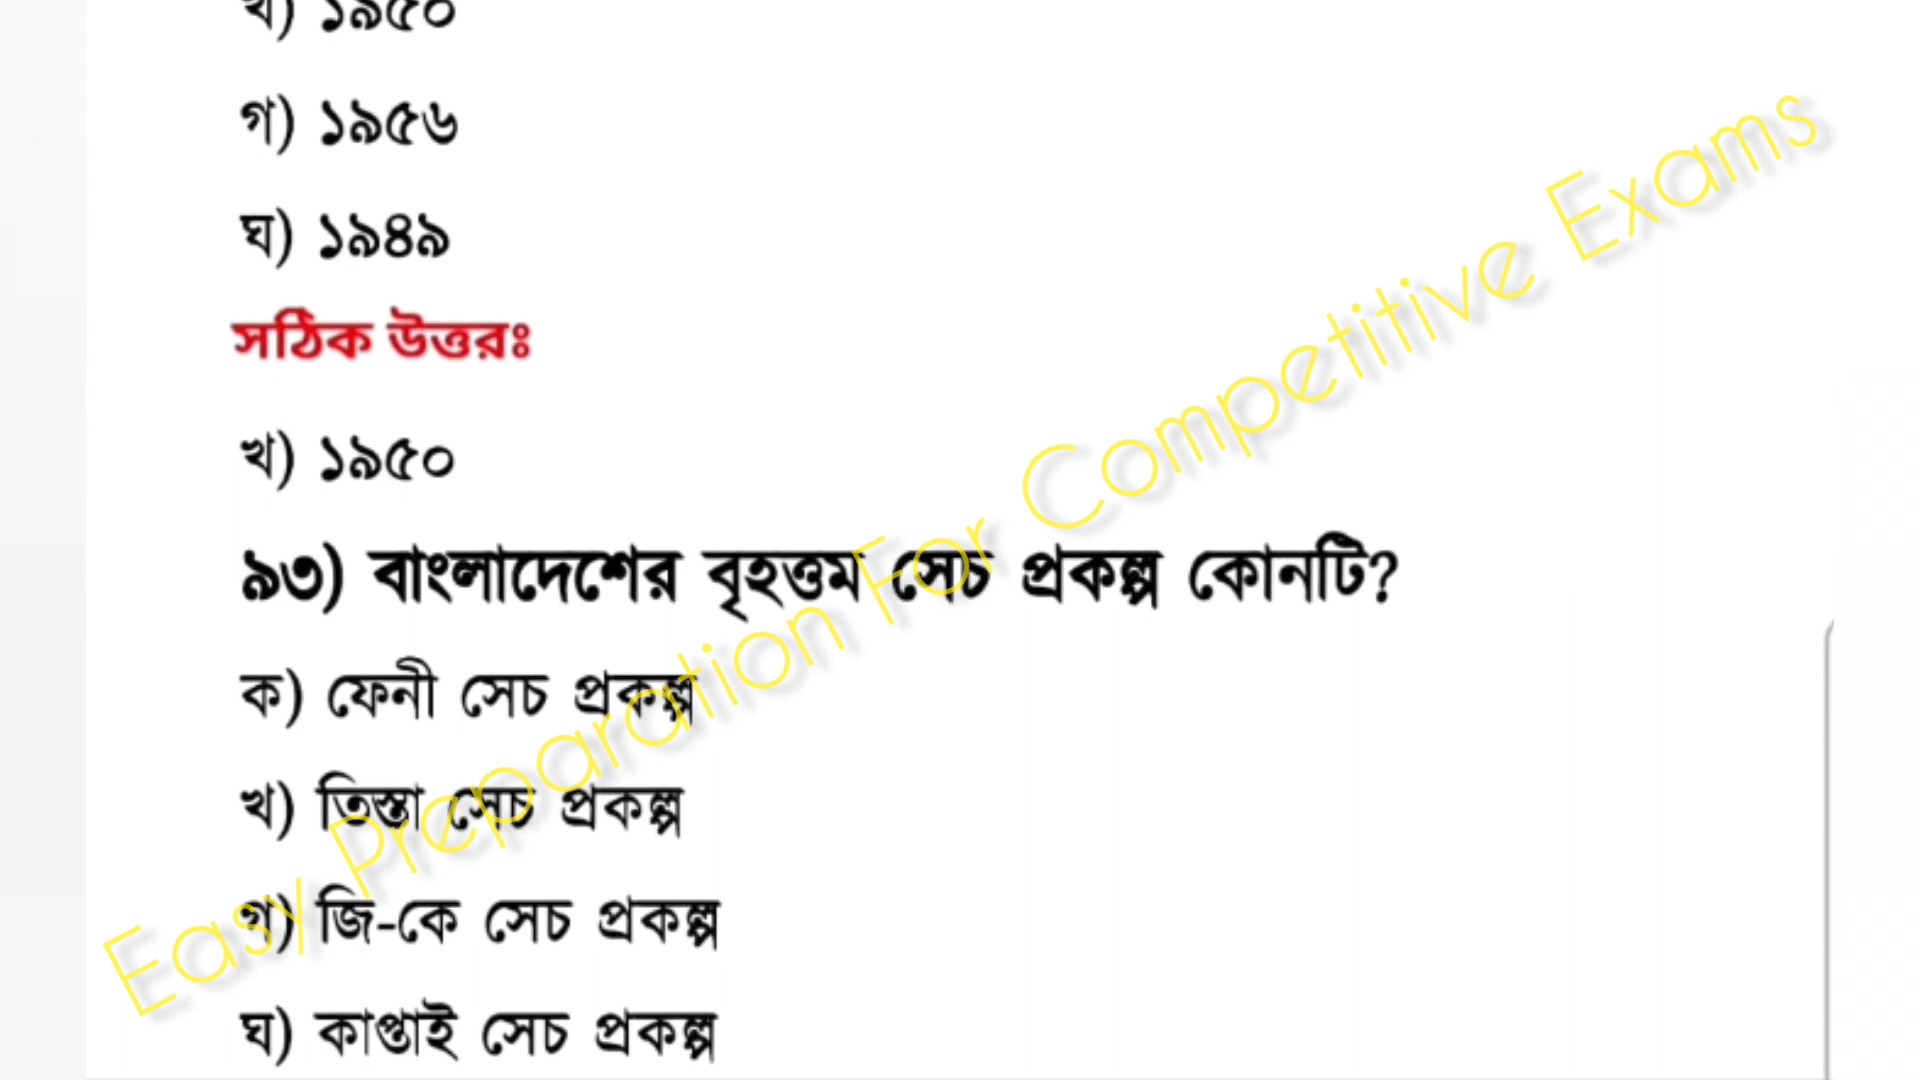 খ) ১৯৫০
গ) ১৯৫৬
ঘ) ১৯৪৯
সঠিক উত্তরঃ
খ) ১৯৫০
৯৩) বাংলাদেশের বৃহত্তম সেচ প্রকল্প কোনটি?
ক) ফেনী সেচ প্রকল্প
খ) তিস্তা সেচ প্রকল্প
গ) জি-কে সেচ প্রকল্প
ঘ) কাপ্তাই সেচ প্রকল্প
Easy Preparation For Competitive Exams